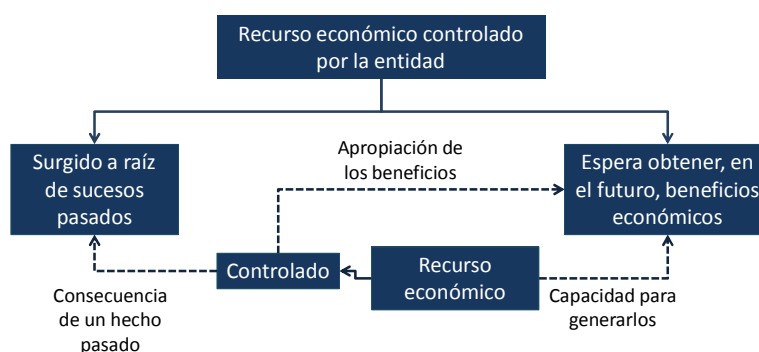 Recurso económico controlado
por la entidad
Surgido a raíz
de sucesos
pasados
Apropiación de
los beneficios
Espera obtener, en
el futuro, beneficios
económicos
Controlado
Recurso
económico
Consecuencia
de un hecho
pasado
Capacidad para
generarlos